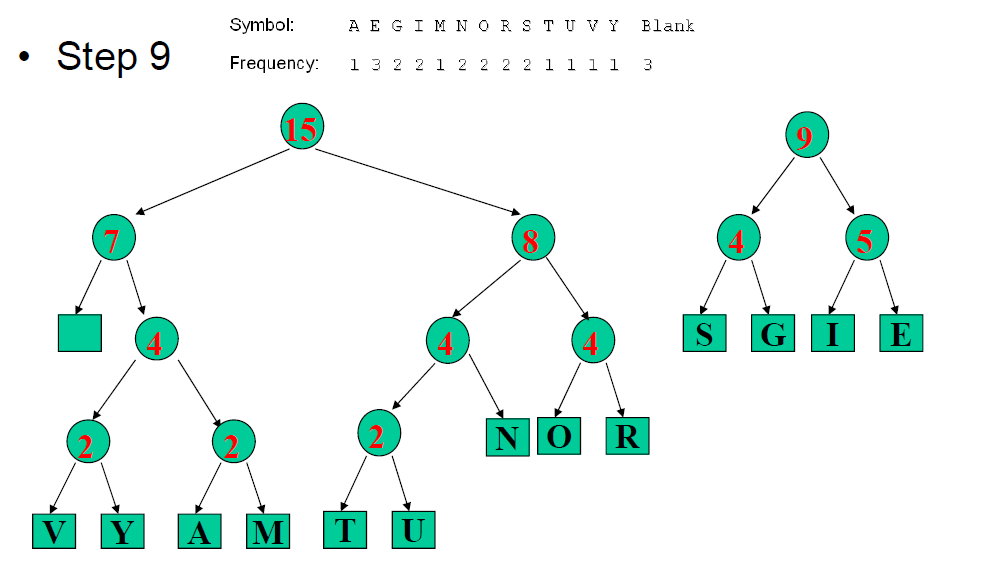 Symbol: A E G I M N O R S T U V Y Blank
• Step 9
Frequency: 1 3 2 2 1 2 2 2 2 1 1 1 1 3
15
9
7 8 4 5
4 4 4 S G I E
2 2 2 N O R
V Y A M T U